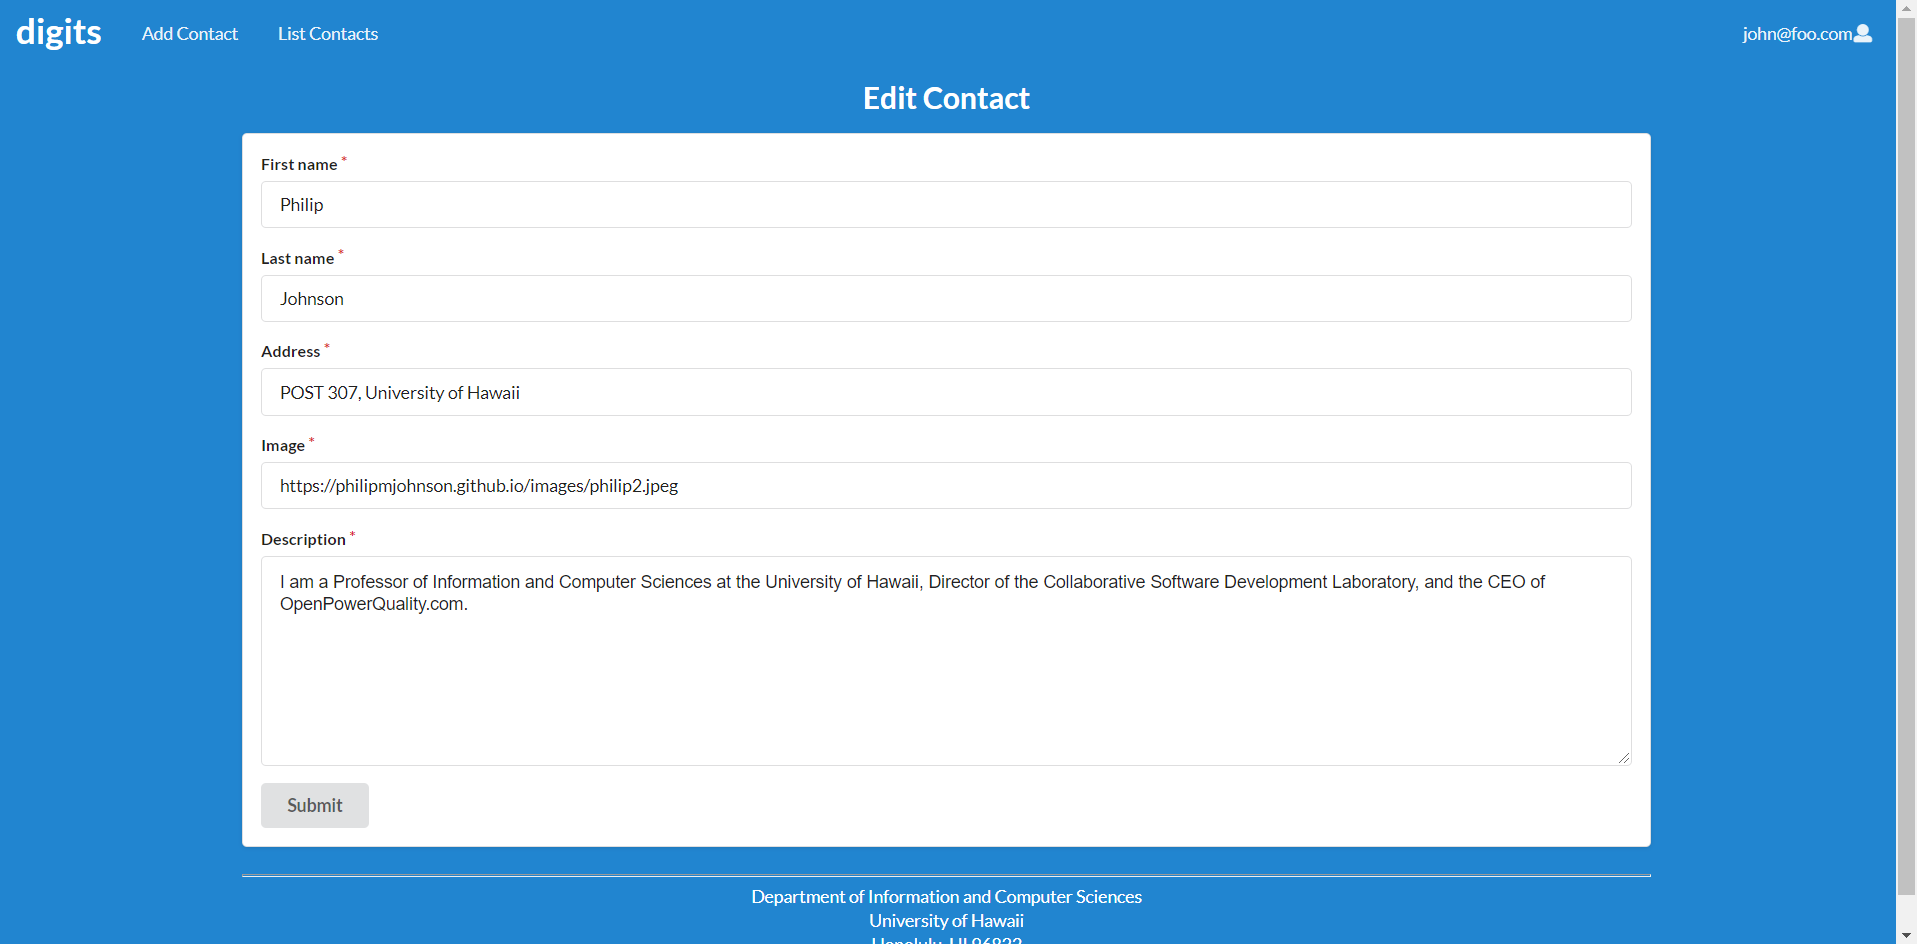 digits
Add Contact
List Contacts
john@foo.com
Edit Contact
First name *
Philip
Last name *
Johnson
Address *
POST 307, University of Hawaii
Image *
https://philipmjohnson.github.io/images/philip2.jpeg
Description *
I am a Professor of Information and Computer Sciences at the University of Hawaii, Director of the Collaborative Software Development Laboratory, and the CEO of
OpenPowerQuality.com.
Submit
Department of Information and Computer Sciences
University of Hawaii
Honolulu, HI 96822